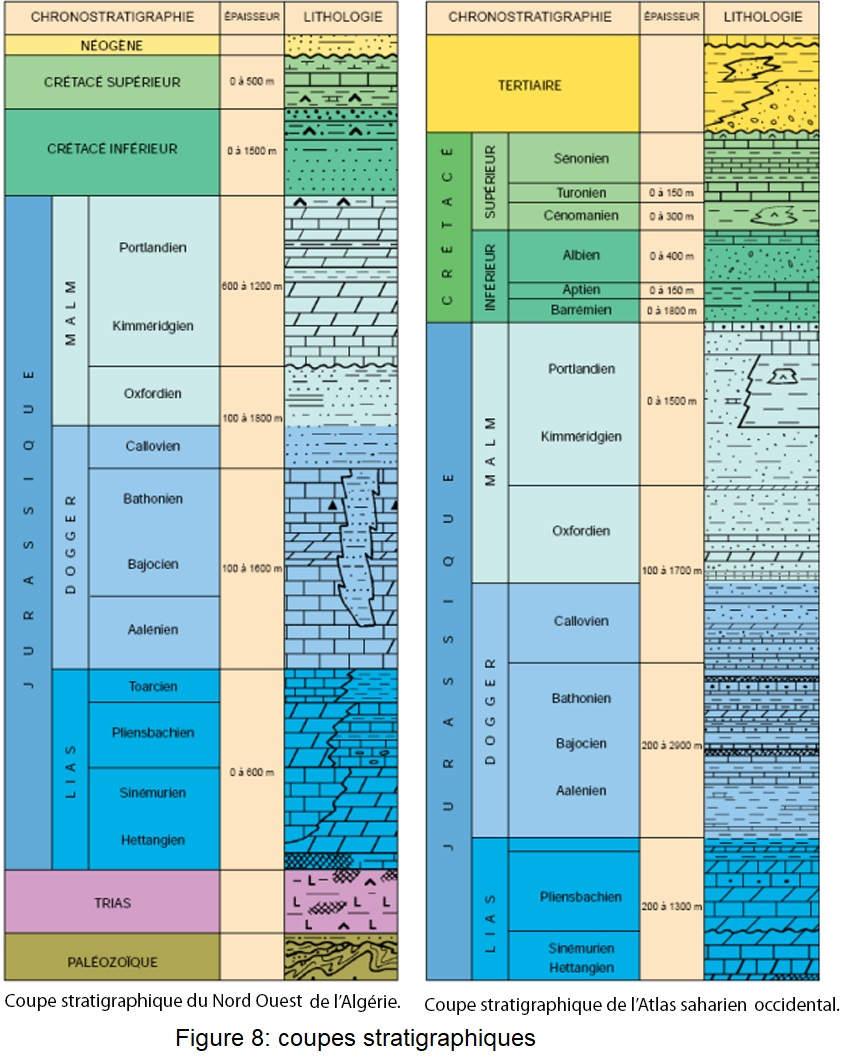 CHRONOSTRATIGRAPHIE ÉPAISSEUR LITHOLOGIE
NÉOGÈNE
CRÉTACÉ SUPÉRIEUR 0 à 500 m
CRÉTACÉ INFÉRIEUR 0 à 1500 m
JURASSIQUE
MALM
Portlandien
600 à 1200 m
Kimméridgien
Oxfordien
100 à 1800 m
DOGGER
Callovien
Bathonien
Bajocien 100 à 1600 m
Aalénien
LIAS
Toarcien
Pliensbachien
0 à 600 m
Sinémurien
Hettangien
L L
L L L
L L
TRIAS
PALÉOZOÏQUE
Coupe stratigraphique du Nord Ouest de l'Algérie.
CHRONOSTRATIGRAPHIE ÉPAISSEUR LITHOLOGIE
TERTIAIRE
CRÉTACE
SUPÉRIEUR
Sénonien
Turonien 0 à 150 m
Cénomanien 0 à 300 m
INFÉRIEUR
Albien 0 à 400 m
Aptien 0 à 150 m
Barrémien 0 à 1800 m
JURASSIQUE
MALM
Portlandien
0 à 1500 m
Kimméridgien
Oxfordien
100 à 1700 m
DOGGER
Callovien
Bathonien
Bajocien 200 à 2900 m
Aalénien
LIAS
Pliensbachien 200 à 1300 m
Sinémurien
Hettangien
Coupe stratigraphique de l'Atlas saharien occidental.
Figure 8: coupes stratigraphiques